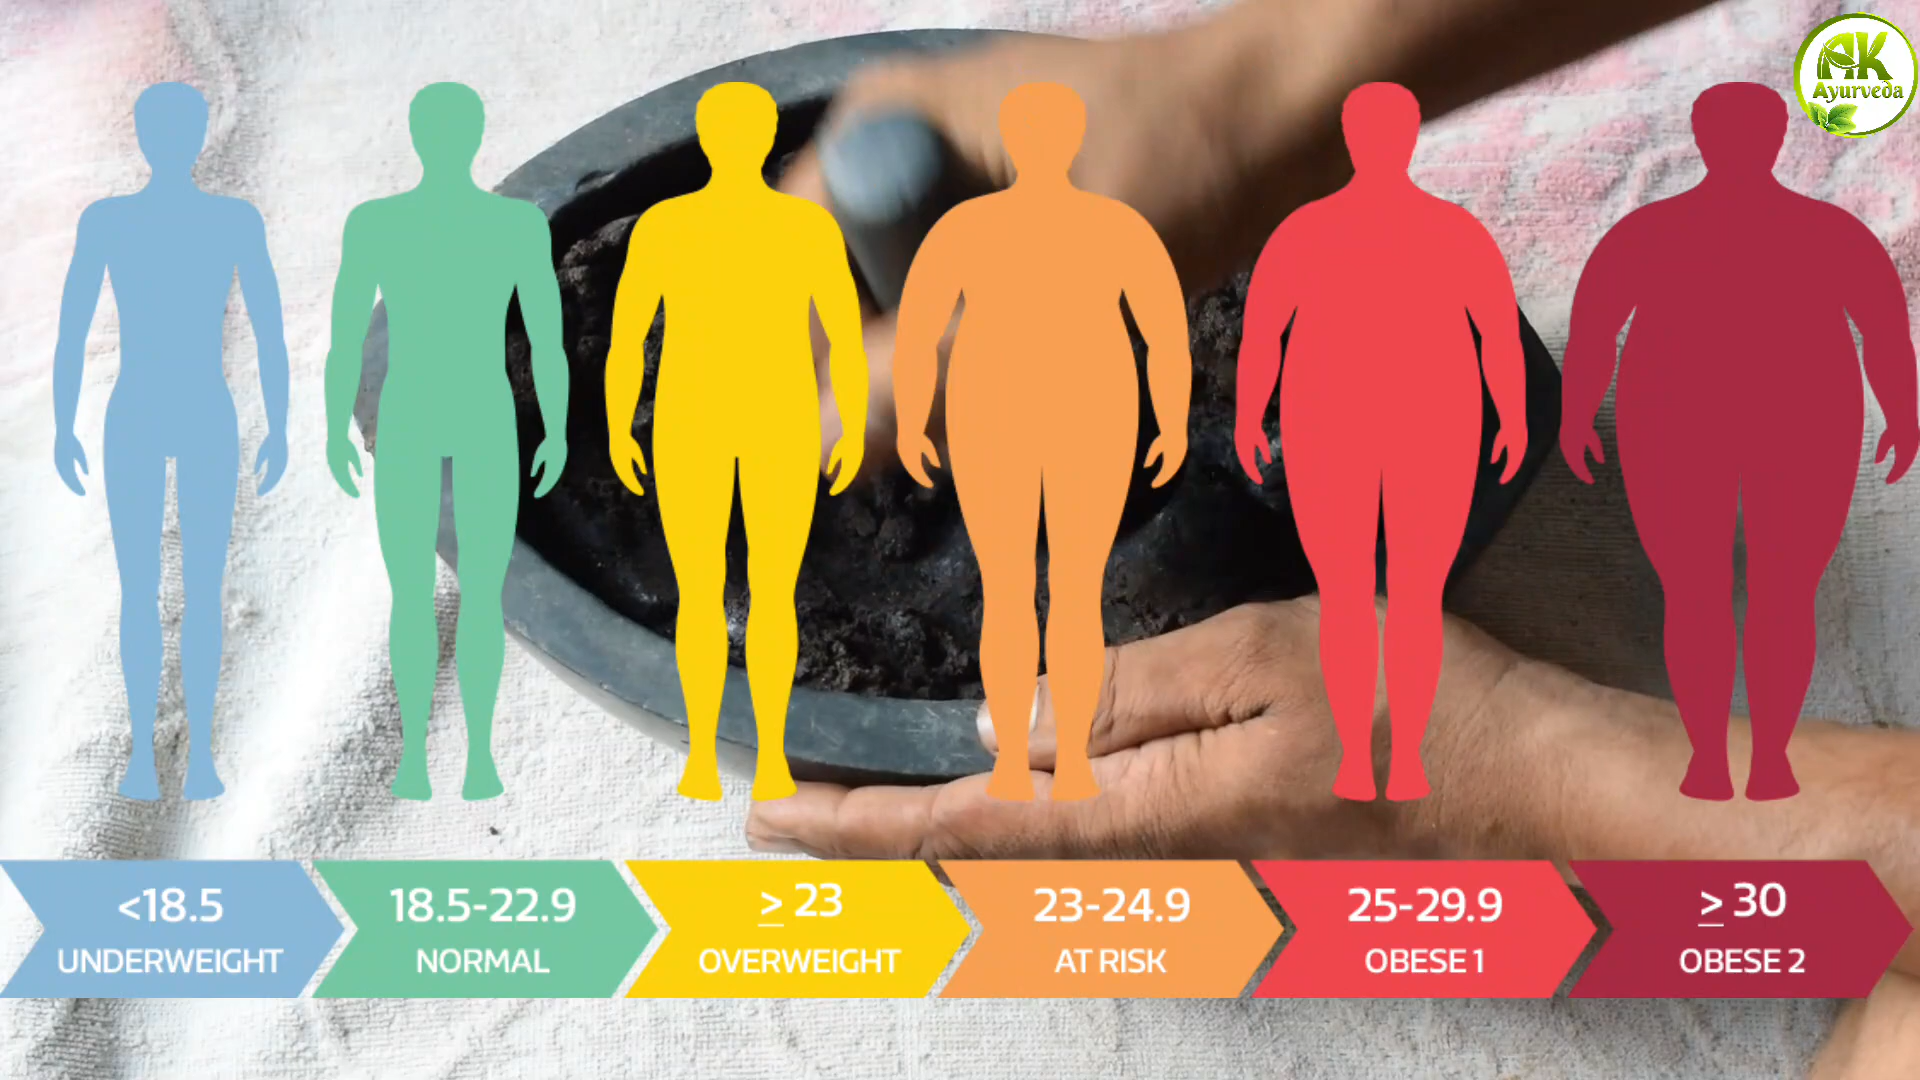 AK
Ayurveda
<18.5
UNDERWEIGHT
18.5-22.9
NORMAL
≥ 23
OVERWEIGHT
23-24.9
AT RISK
25-29.9
OBESE 1
≥ 30
OBESE 2